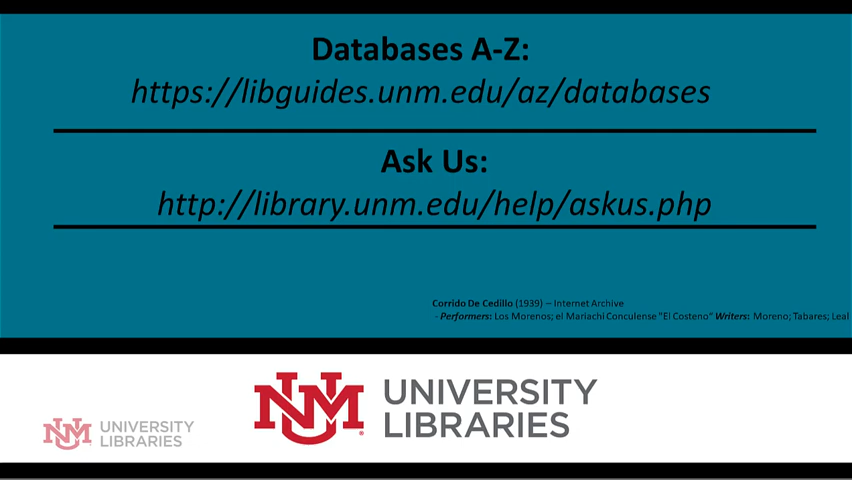 Databases A-Z:
https://libguides.unm.edu/az/databases
Ask Us:
http://library.unm.edu/help/askus.php
Corrido De Cedillo (1939) – Internet Archive
- Performers: Los Morenos; el Mariachi Conculense "El Costeno" Writers: Moreno; Tabares; Leal
UNM UNIVERSITY
LIBRARIES
UNM UNIVERSITY
LIBRARIES